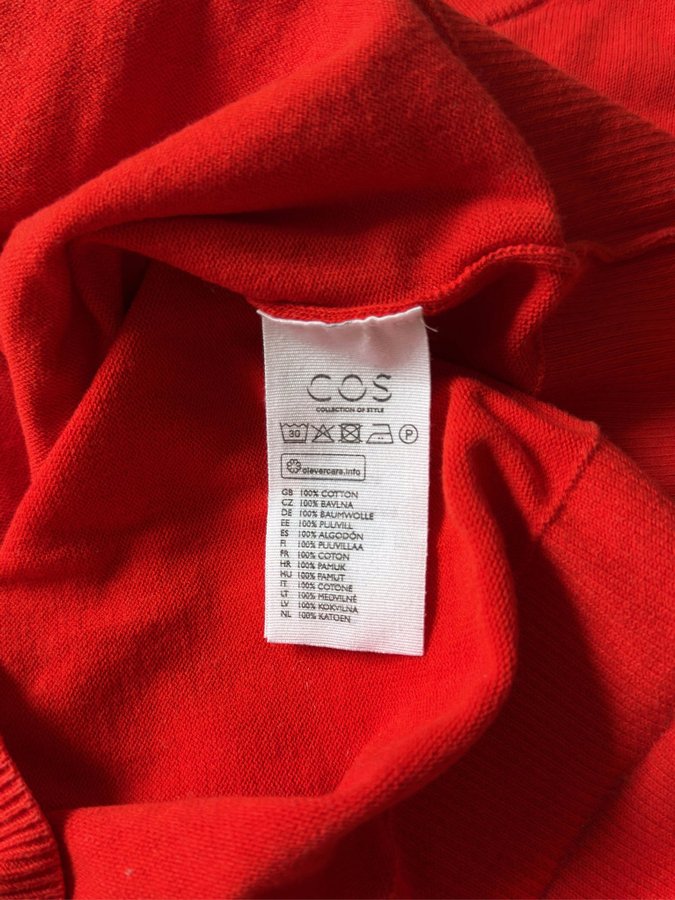 COS
COLLECTION OF STYLE
30 P
clevercare.info
GB 100% COTTON
CZ 100% BAVLNA
DE 100% BAUMWOLLE
EE 100% PUUVILL
ES 100% ALGODÓN
FI 100% PUUVILLAA
FR 100% COTON
HR 100% PAMUK
HU 100% PAMUT
IT 100% COTONE
LT 100% MEDVILNĖ
LV 100% KOKVILNA
NL 100% KATOEN